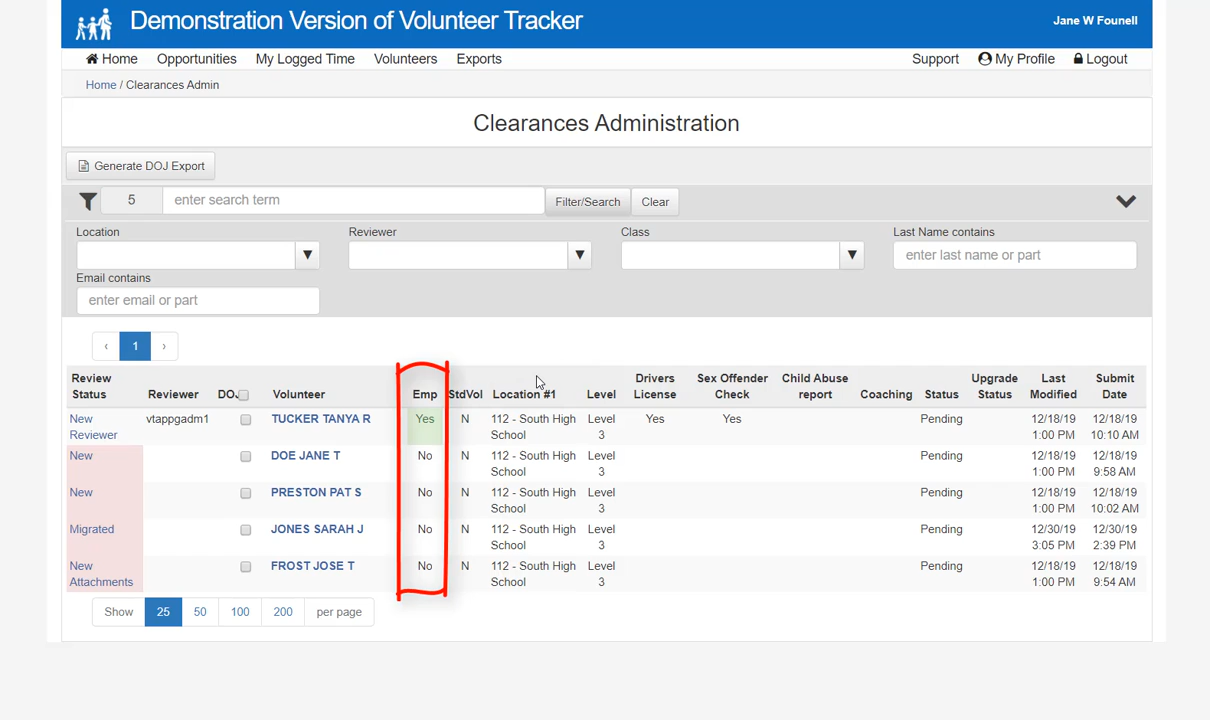 Demonstration Version of Volunteer Tracker
Jane W Founell
Home Opportunities My Logged Time Volunteers Exports Support My Profile Logout
Home / Clearances Admin
Clearances Administration
Generate DOJ Export
5 enter search term Filter/Search Clear
Location Reviewer Class Last Name contains
enter last name or part
Email contains
enter email or part
‹ 1 ›
Review Status Reviewer DOJ Volunteer Emp StdVol Location #1 Level Drivers License Sex Offender Check Child Abuse report Coaching Status Upgrade Status Last Modified Submit Date
New Reviewer vtappgadm1 TUCKER TANYA R Yes N 112 - South High School Level 3 Yes Yes Pending 12/18/19 1:00 PM 12/18/19 10:10 AM
New DOE JANE T No N 112 - South High School Level 3 Pending 12/18/19 1:00 PM 12/18/19 9:58 AM
New PRESTON PAT S No N 112 - South High School Level 3 Pending 12/18/19 1:00 PM 12/18/19 10:02 AM
Migrated JONES SARAH J No N 112 - South High School Level 3 Pending 12/30/19 3:05 PM 12/30/19 2:39 PM
New Attachments FROST JOSE T No N 112 - South High School Level 3 Pending 12/18/19 1:00 PM 12/18/19 9:54 AM
Show 25 50 100 200 per page